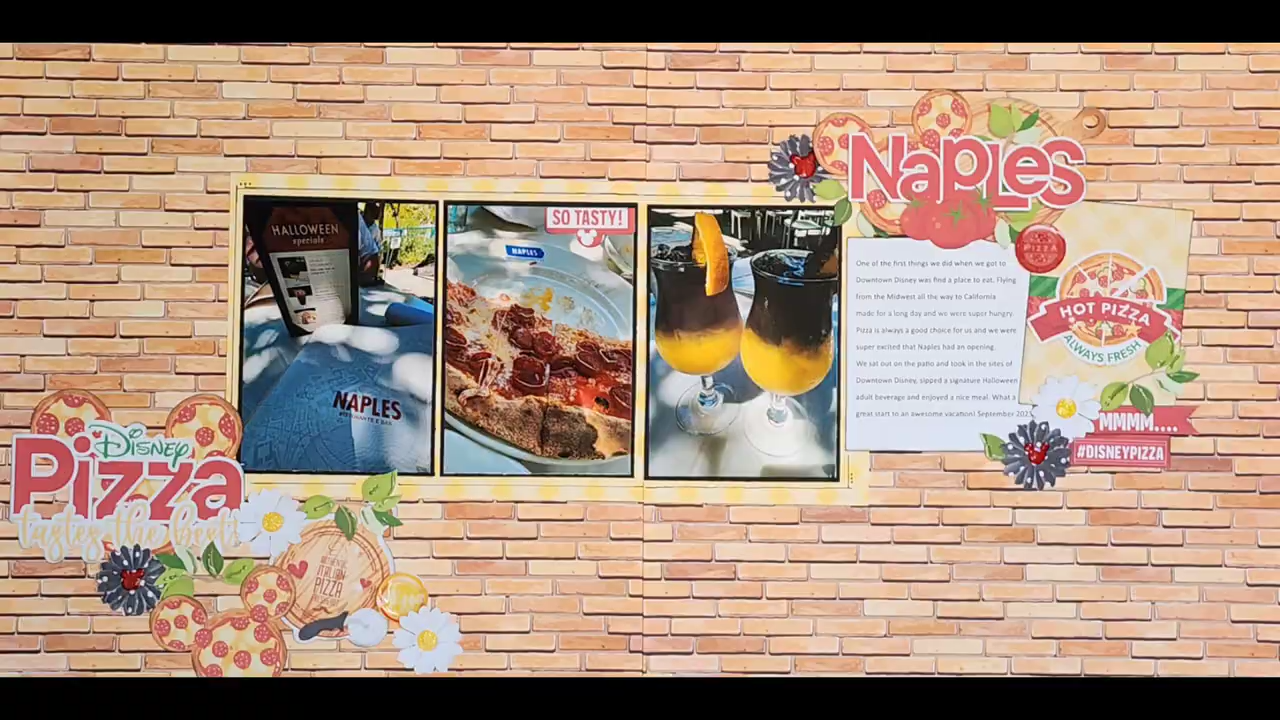 Naples
SO TASTY!
HALLOWEEN
specials
NAPLES
NAPLES
RISTORANTE E BAR
One of the first things we did when we got to
Downtown Disney was find a place to eat. Flying
from the Midwest all the way to California
made for a long day and we were super hungry.
Pizza is always a good choice for us and we were
super excited that Naples had an opening.
We sat out on the patio and took in the sites of
Downtown Disney, sipped a signature Halloween
adult beverage and enjoyed a nice meal. What a
great start to an awesome vacation! September 202
PIZZA
HOT PIZZA
ALWAYS FRESH
MMMM....
#DISNEYPIZZA
Disney
Pizza
tastes the best!
AUTHENTIC
ITALIAN
PIZZA